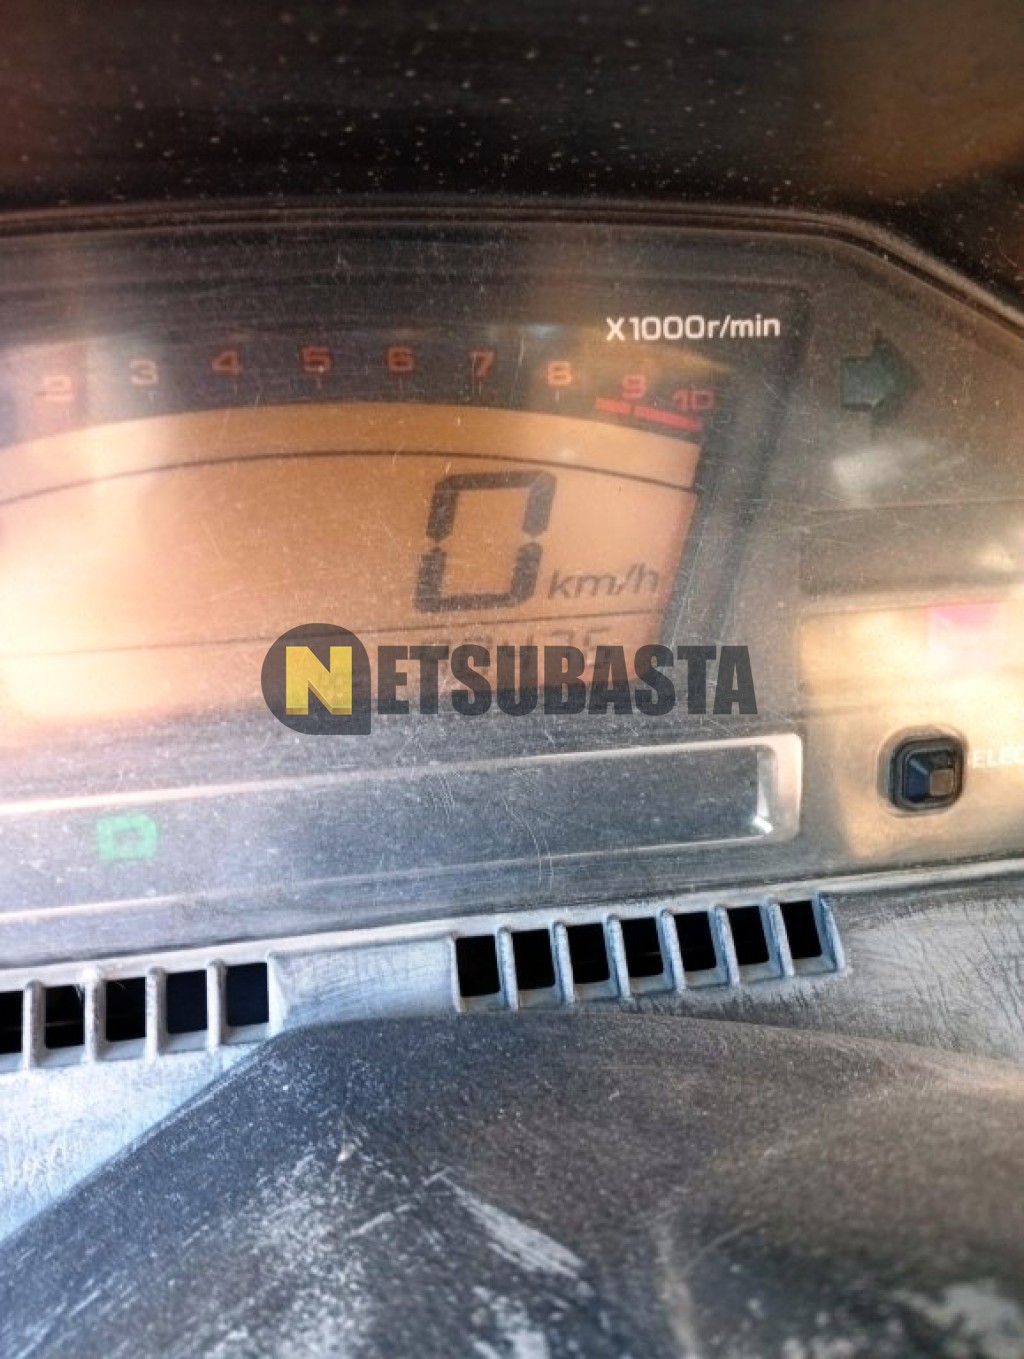 X1000r/min
2 3 4 5 6 7 8 9 10
0 km/h
NETSUBASTA